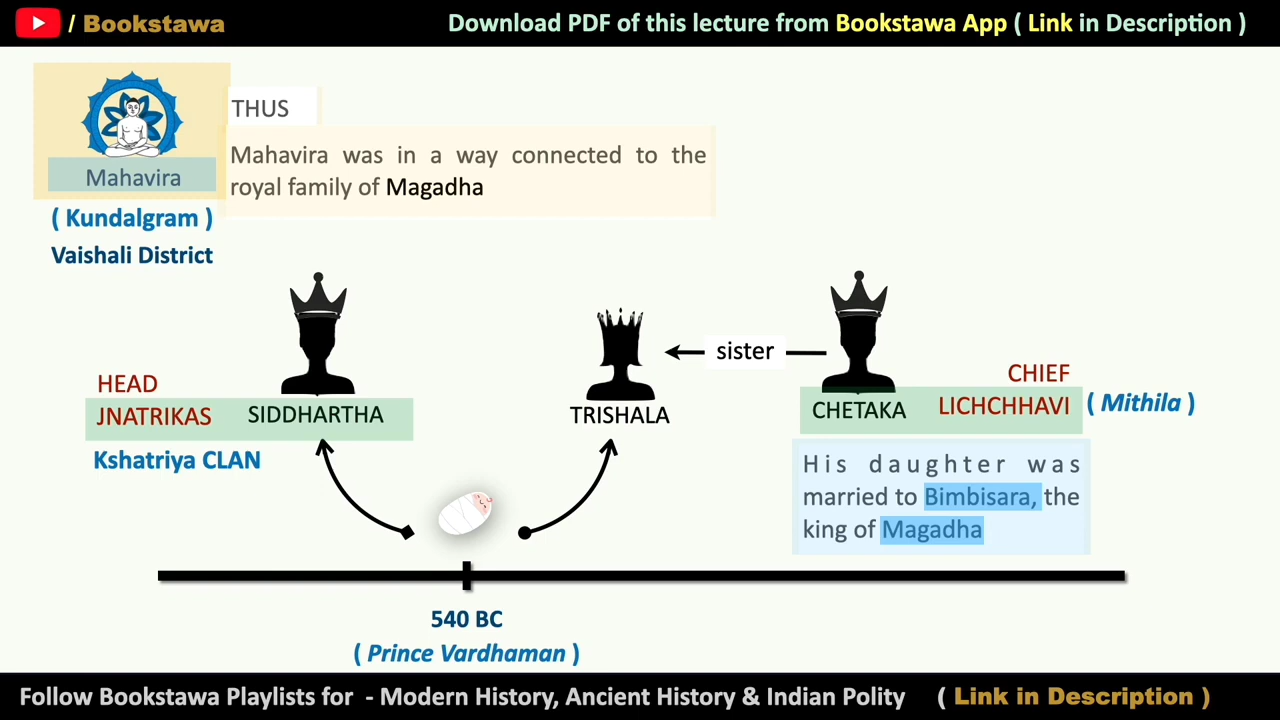 / Bookstawa
Download PDF of this lecture from Bookstawa App ( Link in Description )
Mahavira
( Kundalgram )
Vaishali District
THUS
Mahavira was in a way connected to the
royal family of Magadha
HEAD
JNATRIKAS
Kshatriya CLAN
SIDDHARTHA
TRISHALA
sister
CHETAKA
CHIEF
LICHCHHAVI
( Mithila )
His daughter was
married to Bimbisara, the
king of Magadha
540 BC
( Prince Vardhaman )
Follow Bookstawa Playlists for - Modern History, Ancient History & Indian Polity ( Link in Description )